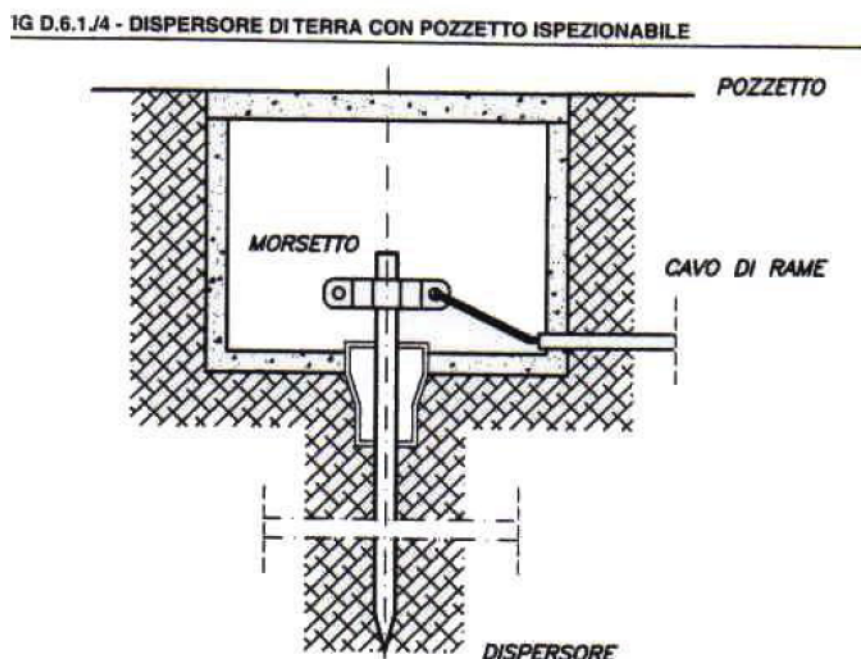 IG D.6.1./4 - DISPERSORE DI TERRA CON POZZETTO ISPEZIONABILE
POZZETTO
MORSETTO
CAVO DI RAME
DISPERSORE